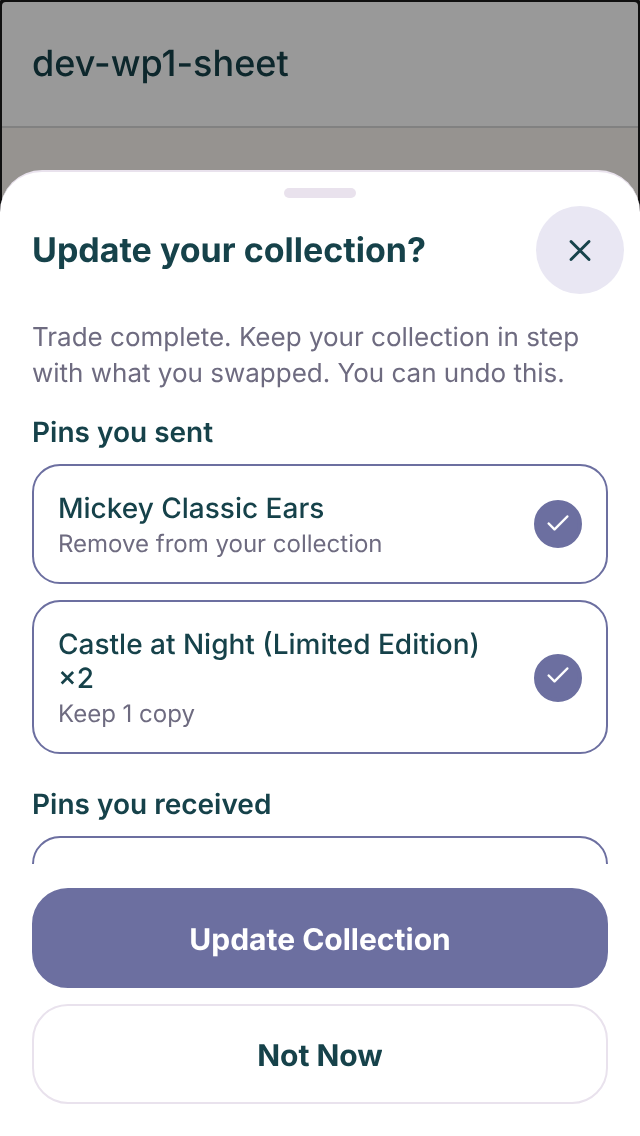 dev-wp1-sheet
Update your collection?
Trade complete. Keep your collection in step
with what you swapped. You can undo this.
Pins you sent
Mickey Classic Ears
Remove from your collection
Castle at Night (Limited Edition)
×2
Keep 1 copy
Pins you received
Update Collection
Not Now